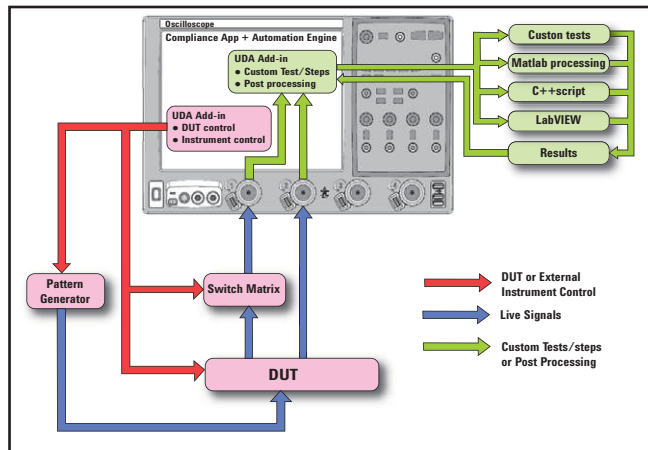 Oscilloscope
Compliance App + Automation Engine
UDA Add-in
● Custom Test/Steps
● Post processing
UDA Add-in
● DUT control
● Instrument control
Custon tests
Matlab processing
C++script
LabVIEW
Results
Pattern
Generator
Switch Matrix
DUT
DUT or External
Instrument Control
Live Signals
Custom Tests/steps
or Post Processing